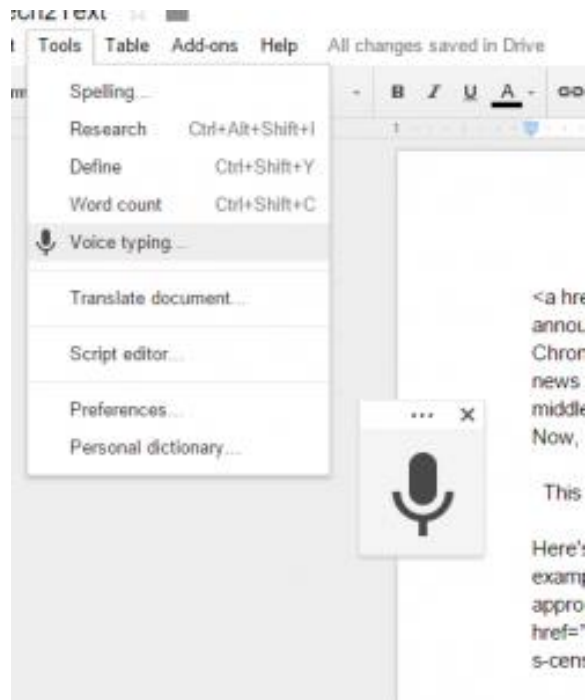 Tools Table Add-ons Help All changes saved in Drive
B I U A
Spelling...
Research Ctrl+Alt+Shift+I
Define Ctrl+Shift+Y
Word count Ctrl+Shift+C
Voice typing...
Translate document...
Script editor...
Preferences...
Personal dictionary...
1
<a hre
annou
Chron
news
middle
Now,
This
Here's
examp
appro
href="
s-cens